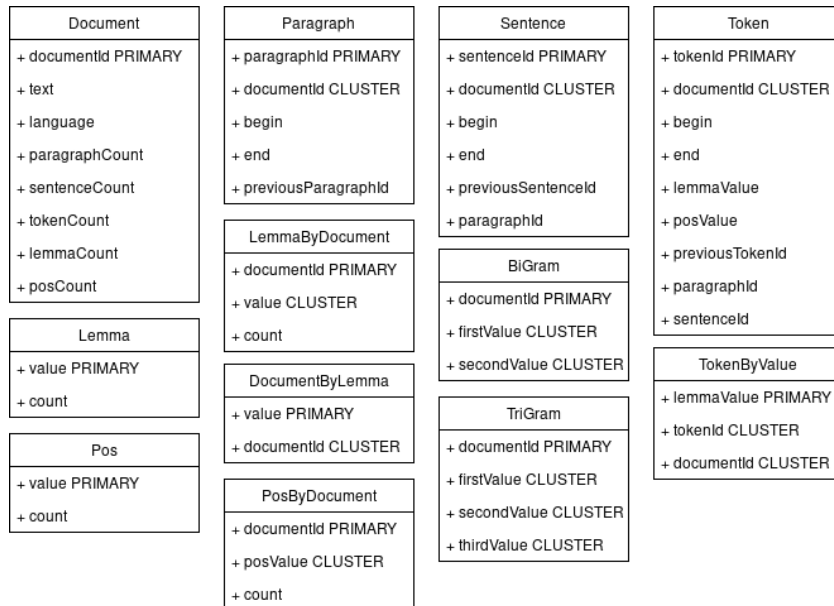 Document
+ documentId PRIMARY
+ text
+ language
+ paragraphCount
+ sentenceCount
+ tokenCount
+ lemmaCount
+ posCount
Lemma
+ value PRIMARY
+ count
Pos
+ value PRIMARY
+ count
Paragraph
+ paragraphId PRIMARY
+ documentId CLUSTER
+ begin
+ end
+ previousParagraphId
LemmaByDocument
+ documentId PRIMARY
+ value CLUSTER
+ count
DocumentByLemma
+ value PRIMARY
+ documentId CLUSTER
PosByDocument
+ documentId PRIMARY
+ posValue CLUSTER
+ count
Sentence
+ sentenceId PRIMARY
+ documentId CLUSTER
+ begin
+ end
+ previousSentenceId
+ paragraphId
BiGram
+ documentId PRIMARY
+ firstValue CLUSTER
+ secondValue CLUSTER
TriGram
+ documentId PRIMARY
+ firstValue CLUSTER
+ secondValue CLUSTER
+ thirdValue CLUSTER
Token
+ tokenId PRIMARY
+ documentId CLUSTER
+ begin
+ end
+ lemmaValue
+ posValue
+ previousTokenId
+ paragraphId
+ sentenceId
TokenByValue
+ lemmaValue PRIMARY
+ tokenId CLUSTER
+ documentId CLUSTER